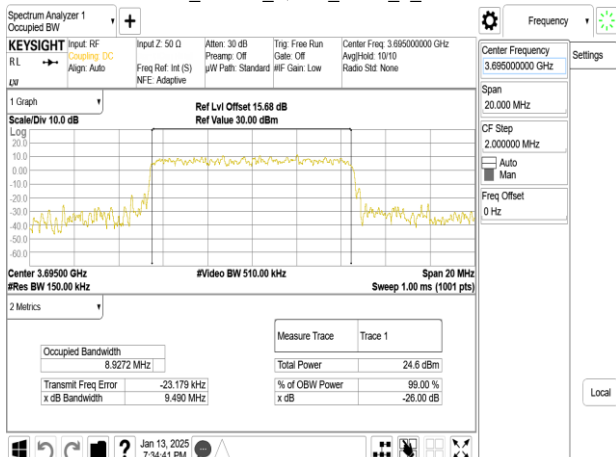 Spectrum Analyzer 1
Occupied BW
Frequency
KEYSIGHT Input: RF Input Z: 50 Ω Atten: 30 dB Trig: Free Run Center Freq: 3.695000000 GHz
RL Coupling: DC Preamp: Off Gate: Off Avg|Hold: 10/10
Align: Auto Freq Ref: Int (S) µW Path: Standard #IF Gain: Low Radio Std: None
NFE: Adaptive
LXI
Center Frequency
3.695000000 GHz
Settings
Span
20.000 MHz
CF Step
2.000000 MHz
Auto
Man
Freq Offset
0 Hz
Local
1 Graph
Ref Lvl Offset 15.68 dB
Scale/Div 10.0 dB Ref Value 30.00 dBm
Log
20.0
10.0
0.00
-10.0
-20.0
-30.0
-40.0
-50.0
-60.0
Center 3.69500 GHz #Video BW 510.00 kHz Span 20 MHz
#Res BW 150.00 kHz Sweep 1.00 ms (1001 pts)
2 Metrics
Measure Trace Trace 1
Occupied Bandwidth
8.9272 MHz Total Power 24.6 dBm
Transmit Freq Error -23.179 kHz % of OBW Power 99.00 %
x dB Bandwidth 9.490 MHz x dB -26.00 dB
? Jan 13, 2025
7:34:41 PM